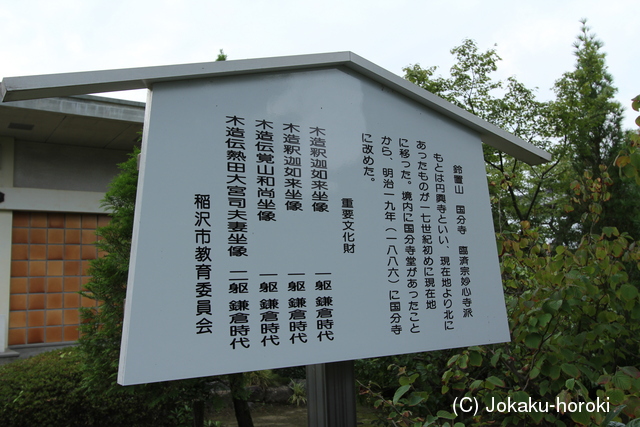 鈴置山　国分寺　臨済宗妙心寺派
もとは円興寺といい、現在地より北に
あったものが一七世紀初めに現在地
に移った。境内に国分寺堂があったこと
から、明治一九年（一八八六）に国分寺
に改めた。
重要文化財
木造釈迦如来坐像　一躯　鎌倉時代
木造釈迦如来坐像　一躯　鎌倉時代
木造伝覚山和尚坐像　一躯　鎌倉時代
木造伝熱田大宮司夫妻坐像　二躯　鎌倉時代
稲沢市教育委員会
(C) Jokaku-horoki